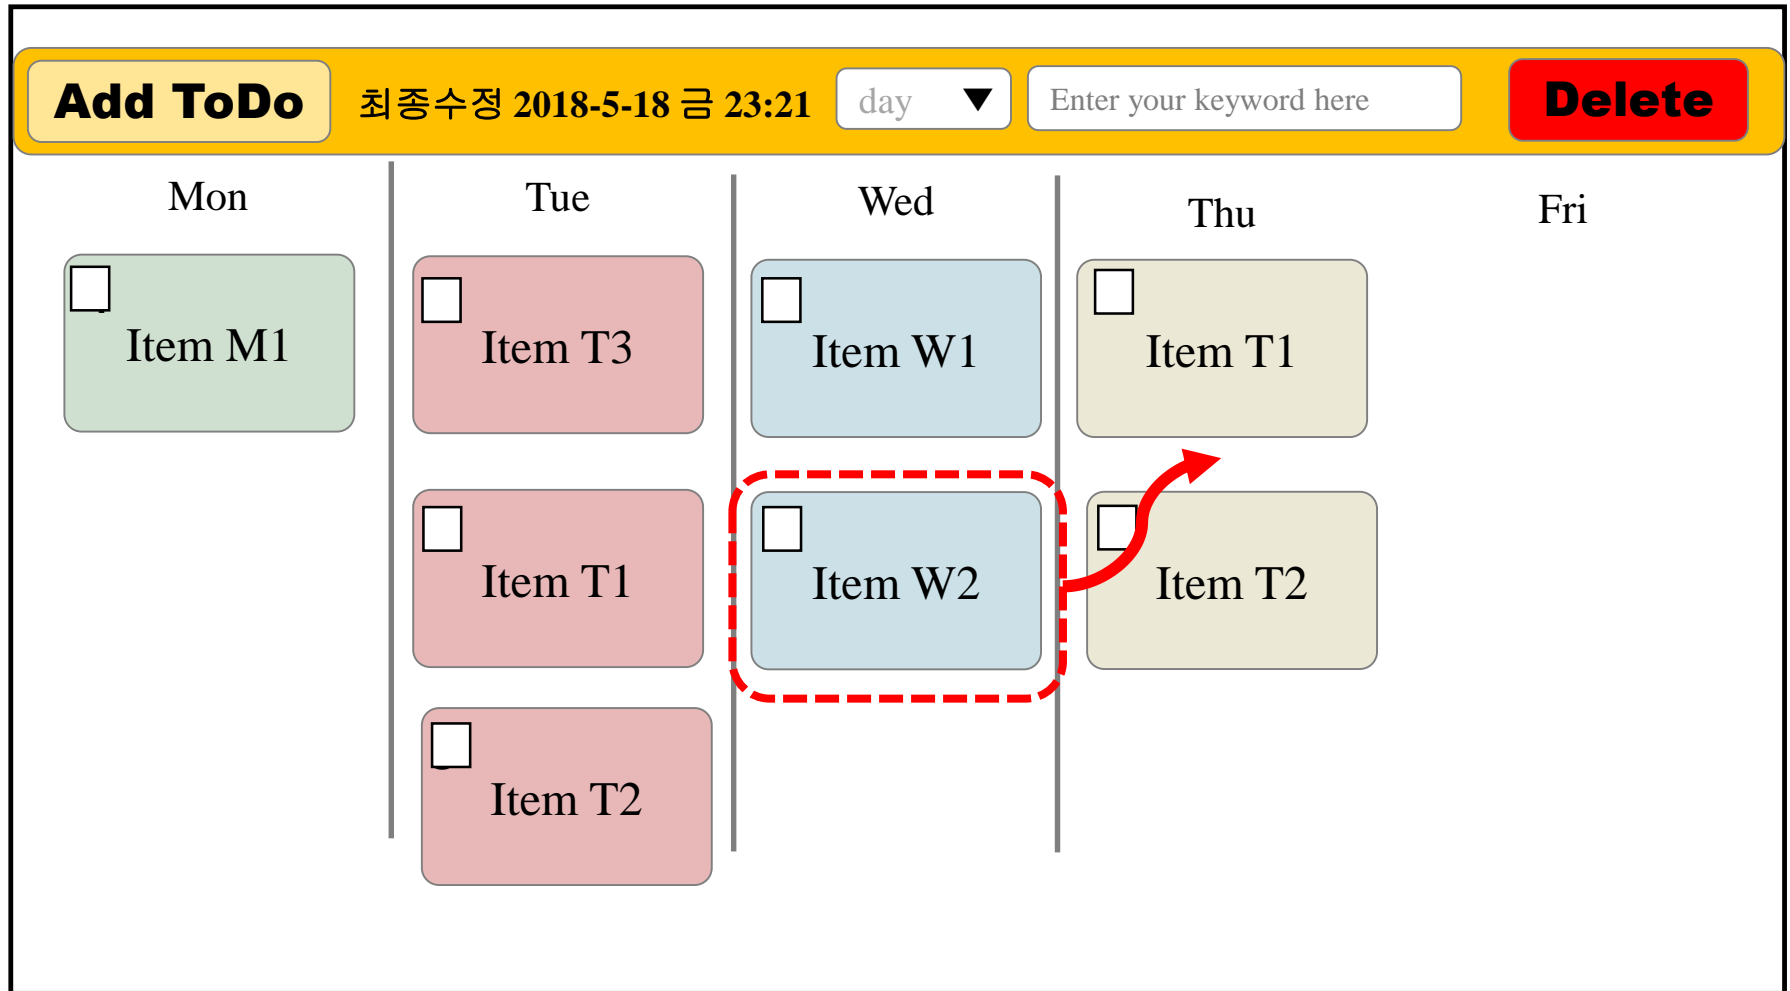 Add ToDo
최종수정 2018-5-18 금 23:21
day
Enter your keyword here
Delete
Mon
Tue
Wed
Thu
Fri
Item M1
Item T3
Item W1
Item T1
Item T1
Item W2
Item T2
Item T2